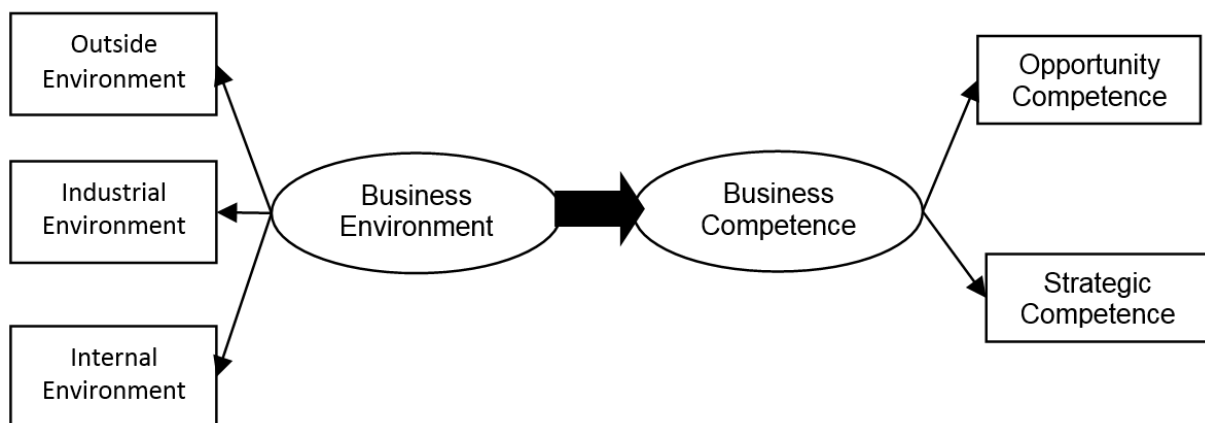 Outside
Environment
Industrial
Environment
Internal
Environment
Business
Environment
Business
Competence
Opportunity
Competence
Strategic
Competence